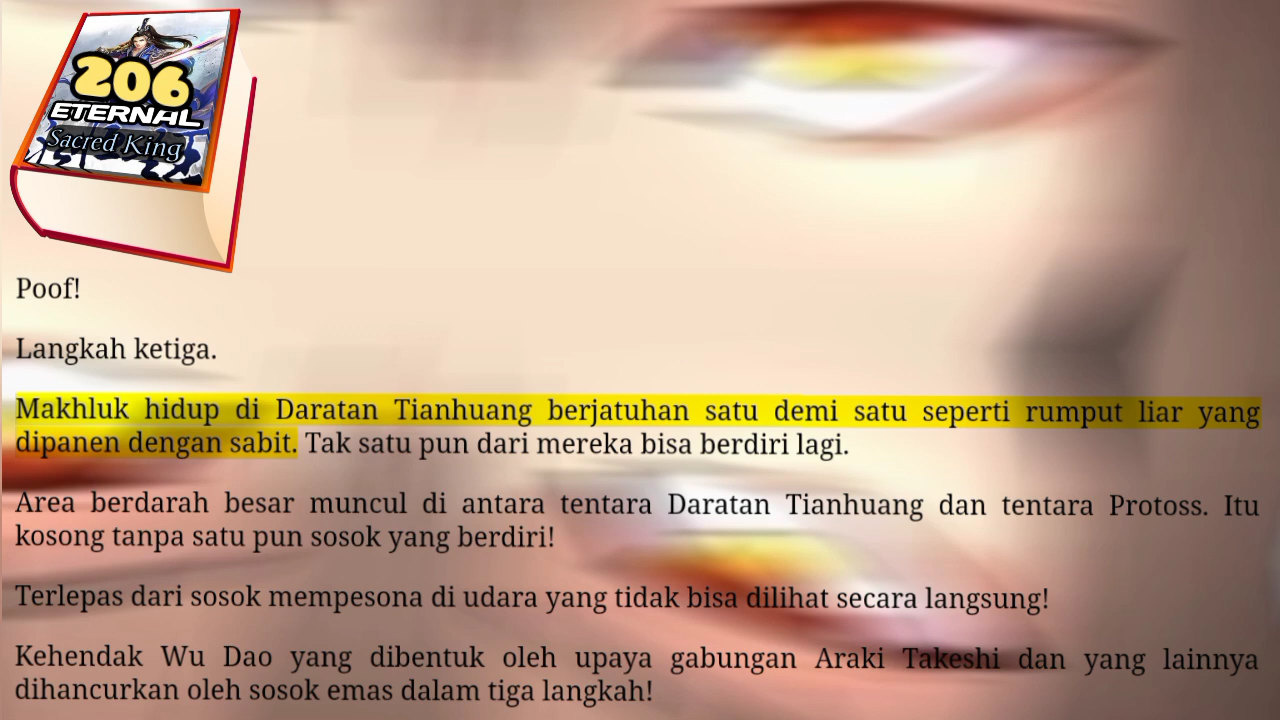 206
ETERNAL
Sacred King
Poof!
Langkah ketiga.
Makhluk hidup di Daratan Tianhuang berjatuhan satu demi satu seperti rumput liar yang
dipanen dengan sabit. Tak satu pun dari mereka bisa berdiri lagi.
Area berdarah besar muncul di antara tentara Daratan Tianhuang dan tentara Protoss. Itu
kosong tanpa satu pun sosok yang berdiri!
Terlepas dari sosok mempesona di udara yang tidak bisa dilihat secara langsung!
Kehendak Wu Dao yang dibentuk oleh upaya gabungan Araki Takeshi dan yang lainnya
dihancurkan oleh sosok emas dalam tiga langkah!